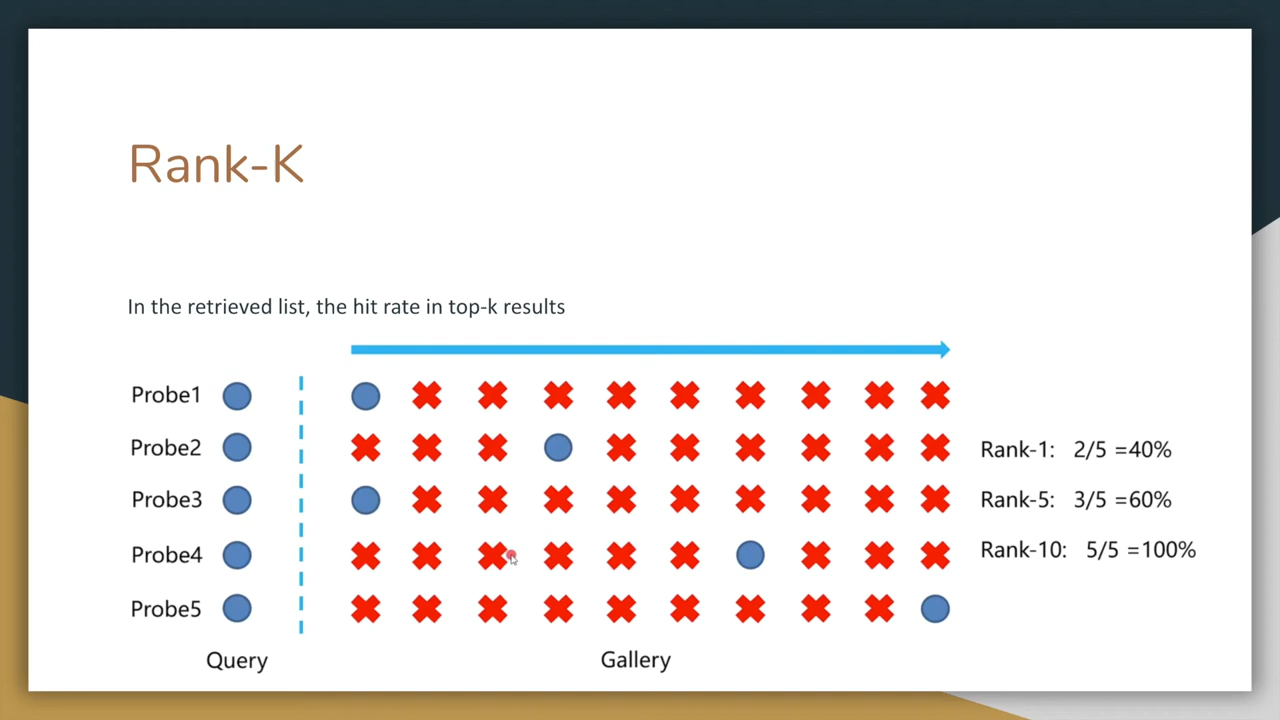 Rank-K
In the retrieved list, the hit rate in top-k results
Probe1
Probe2
Probe3
Probe4
Probe5
Query
Gallery
Rank-1: 2/5 =40%
Rank-5: 3/5 =60%
Rank-10: 5/5 =100%